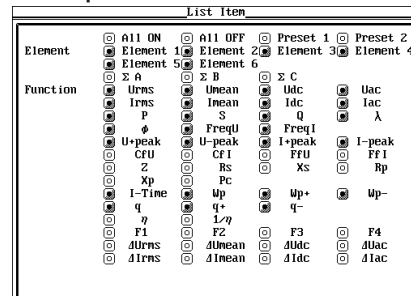 List Item
All ON All OFF Preset 1 Preset 2
Element Element 1 Element 2 Element 3 Element 4
Element 5 Element 6
Σ A Σ B Σ C
Function Urms Umean Udc Uac
Irms Imean Idc Iac
P S Q λ
ϕ FreqU FreqI
U+peak U-peak I+peak I-peak
CfU CfI FfU FfI
Z Rs Xs Rp
Xp Pc
I-Time Wp Wp+ Wp-
q q+ q-
η 1/η
F1 F2 F3 F4
ΔUrms ΔUmean ΔUdc ΔUac
ΔIrms ΔImean ΔIdc ΔIac